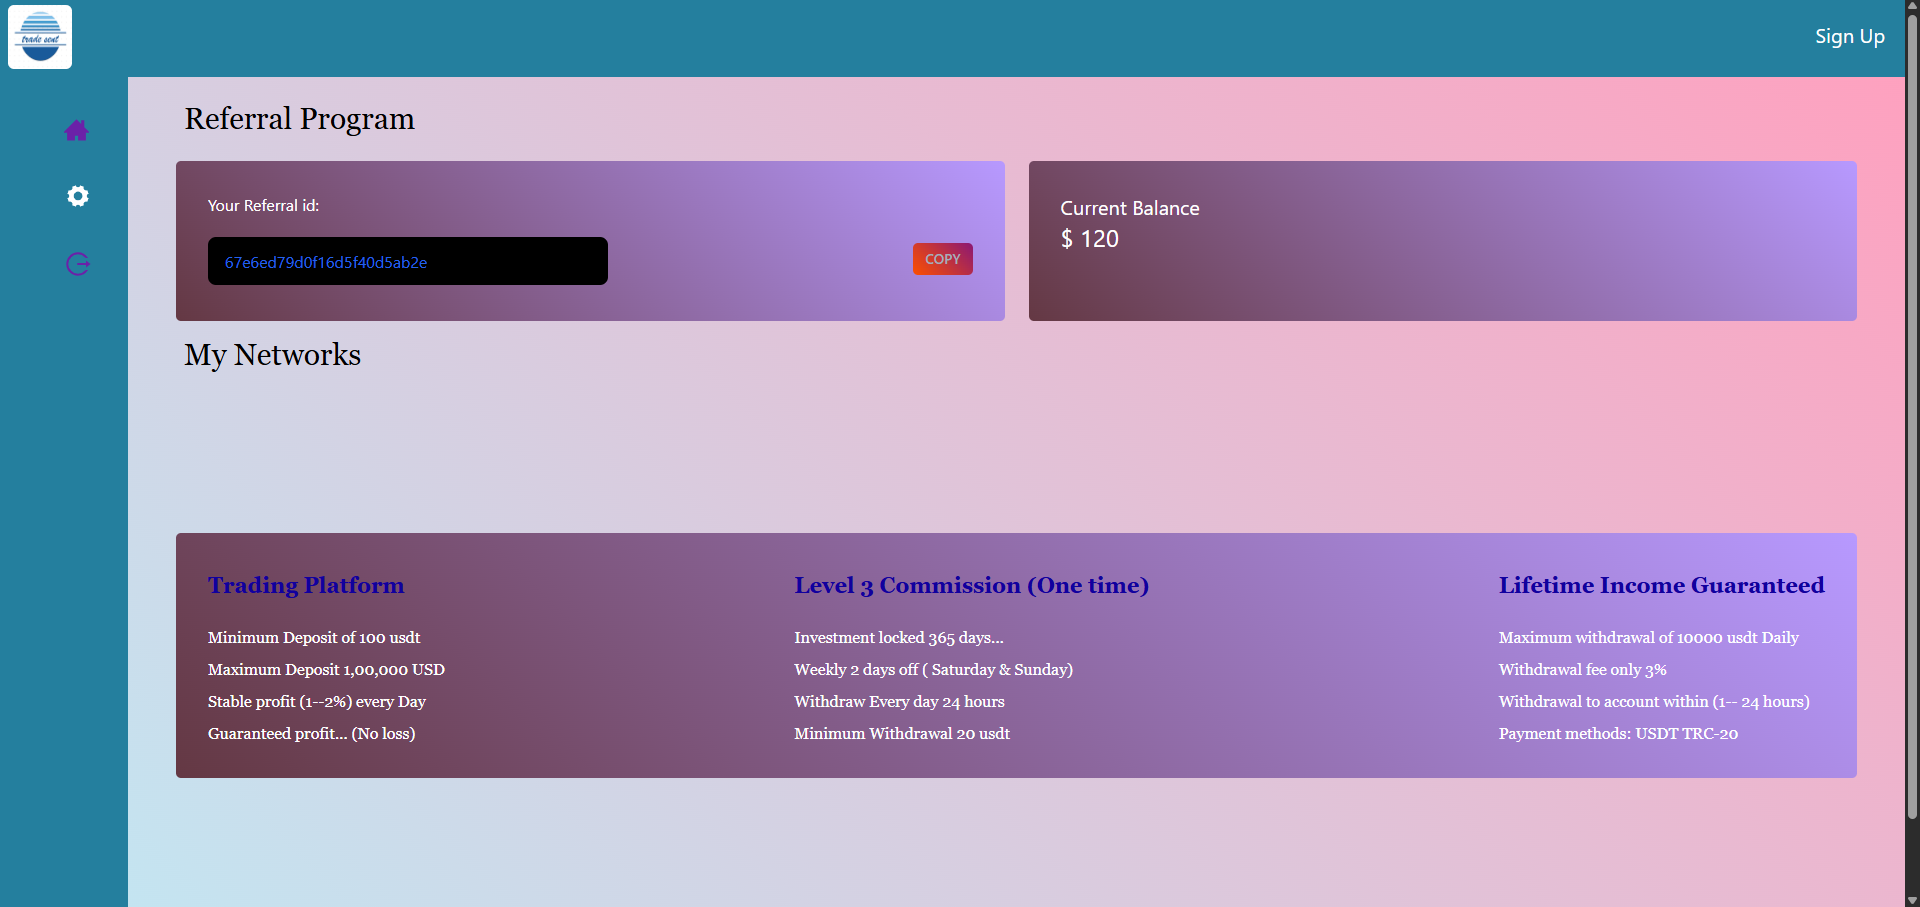 trade sent
Sign Up
Referral Program
Your Referral id:
67e6ed79d0f16d5f40d5ab2e
COPY
Current Balance
$ 120
My Networks
Trading Platform
Minimum Deposit of 100 usdt
Maximum Deposit 1,00,000 USD
Stable profit (1--2%) every Day
Guaranteed profit... (No loss)
Level 3 Commission (One time)
Investment locked 365 days...
Weekly 2 days off ( Saturday & Sunday)
Withdraw Every day 24 hours
Minimum Withdrawal 20 usdt
Lifetime Income Guaranteed
Maximum withdrawal of 10000 usdt Daily
Withdrawal fee only 3%
Withdrawal to account within (1-- 24 hours)
Payment methods: USDT TRC-20